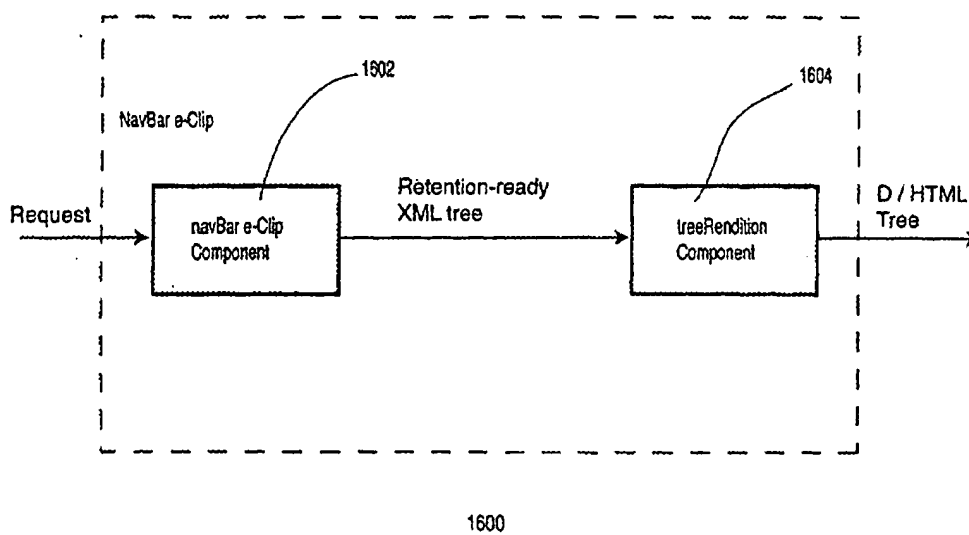 1602
1604
NavBar e-Clip
Retention-ready
XML tree
D / HTML
Tree
Request
navBar e-Clip
Component
treeRendition
Component
1600